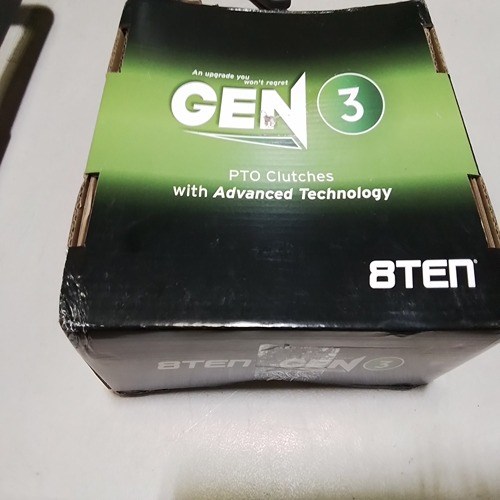 An upgrade you
won't regret
GEN 3
PTO Clutches
with Advanced Technology
8TEN
8TEN GEN 3